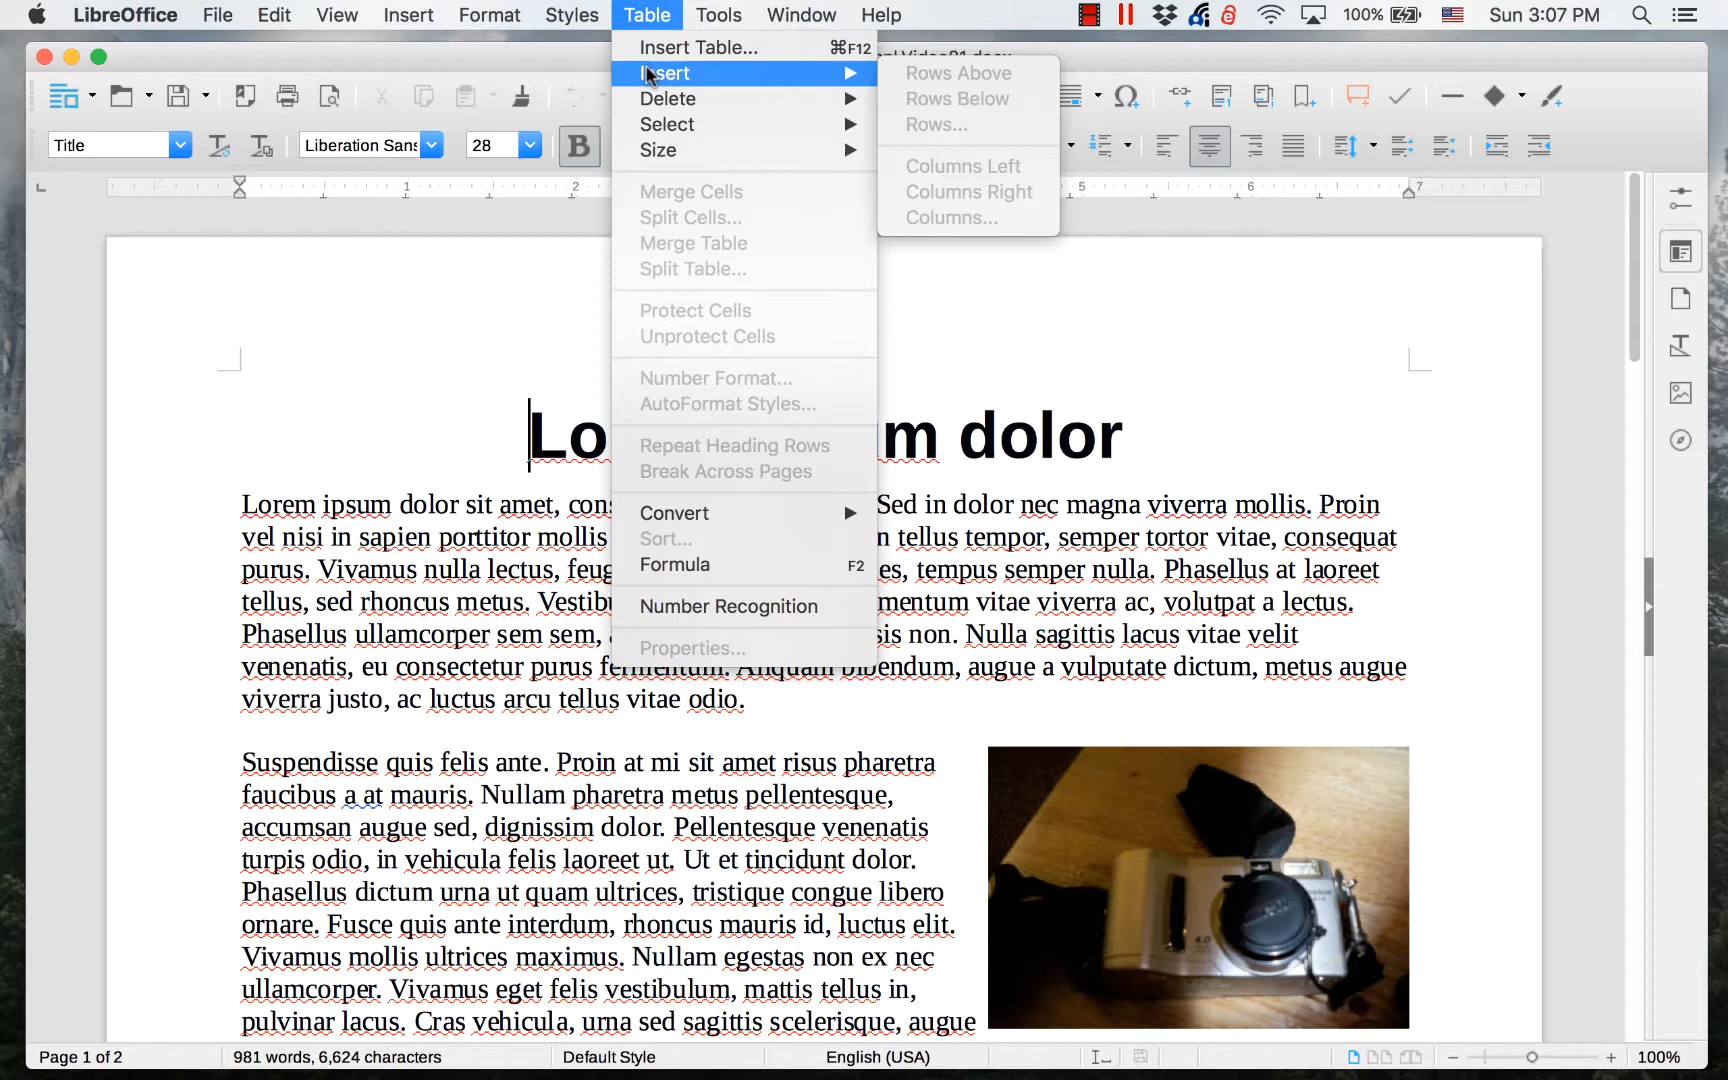 LibreOffice File Edit View Insert Format Styles Table Tools Window Help 100% Sun 3:07 PM
Insert Table... ⌘F12
Insert
Delete
Select
Size
Merge Cells
Split Cells...
Merge Table
Split Table...
Protect Cells
Unprotect Cells
Number Format...
AutoFormat Styles...
Repeat Heading Rows
Break Across Pages
Convert
Sort...
Formula F2
Number Recognition
Properties...
Rows Above
Rows Below
Rows...
Columns Left
Columns Right
Columns...
Title Liberation Sans 28 B
1 2 5 6 7
Lo m dolor
Lorem ipsum dolor sit amet, cons Sed in dolor nec magna viverra mollis. Proin
vel nisi in sapien porttitor mollis n tellus tempor, semper tortor vitae, consequat
purus. Vivamus nulla lectus, feug es, tempus semper nulla. Phasellus at laoreet
tellus, sed rhoncus metus. Vestibu mentum vitae viverra ac, volutpat a lectus.
Phasellus ullamcorper sem sem, sis non. Nulla sagittis lacus vitae velit
venenatis, eu consectetur purus fermentum. Aliquam bibendum, augue a vulputate dictum, metus augue
viverra justo, ac luctus arcu tellus vitae odio.
Suspendisse quis felis ante. Proin at mi sit amet risus pharetra
faucibus a at mauris. Nullam pharetra metus pellentesque,
accumsan augue sed, dignissim dolor. Pellentesque venenatis
turpis odio, in vehicula felis laoreet ut. Ut et tincidunt dolor.
Phasellus dictum urna ut quam ultrices, tristique congue libero
ornare. Fusce quis ante interdum, rhoncus mauris id, luctus elit.
Vivamus mollis ultrices maximus. Nullam egestas non ex nec
ullamcorper. Vivamus eget felis vestibulum, mattis tellus in,
pulvinar lacus. Cras vehicula, urna sed sagittis scelerisque, augue
Page 1 of 2 981 words, 6,624 characters Default Style English (USA) 100%